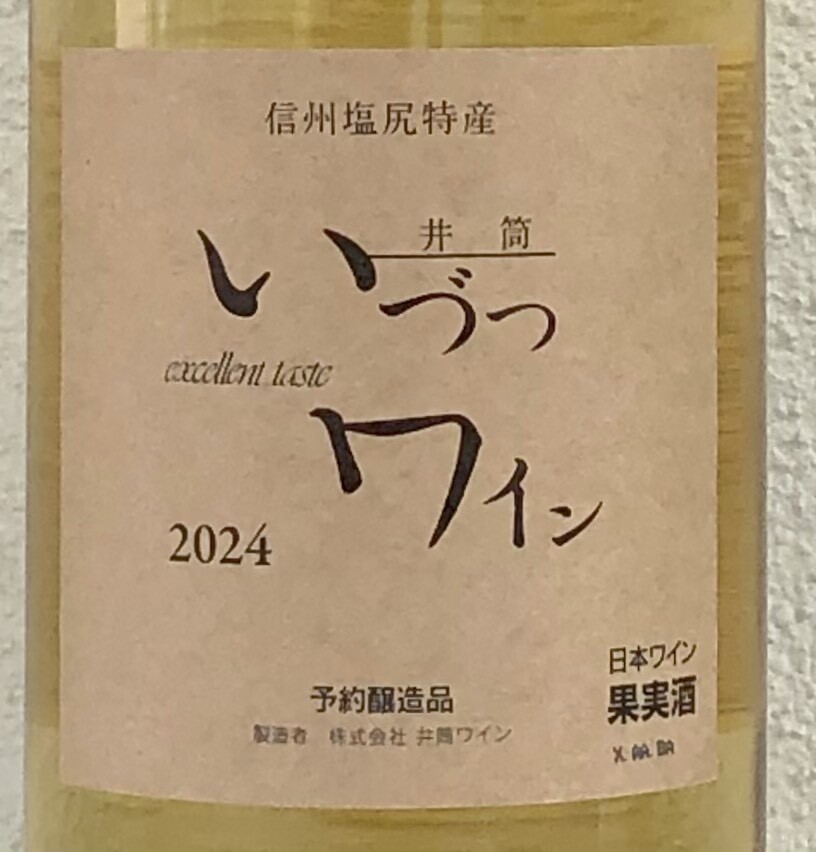 信州塩尻特産
井筒
いづつ
excellent taste
ワイン
2024
日本ワイン
果実酒
予約醸造品
製造者 株式会社 井筒ワイン
X. AA. BA